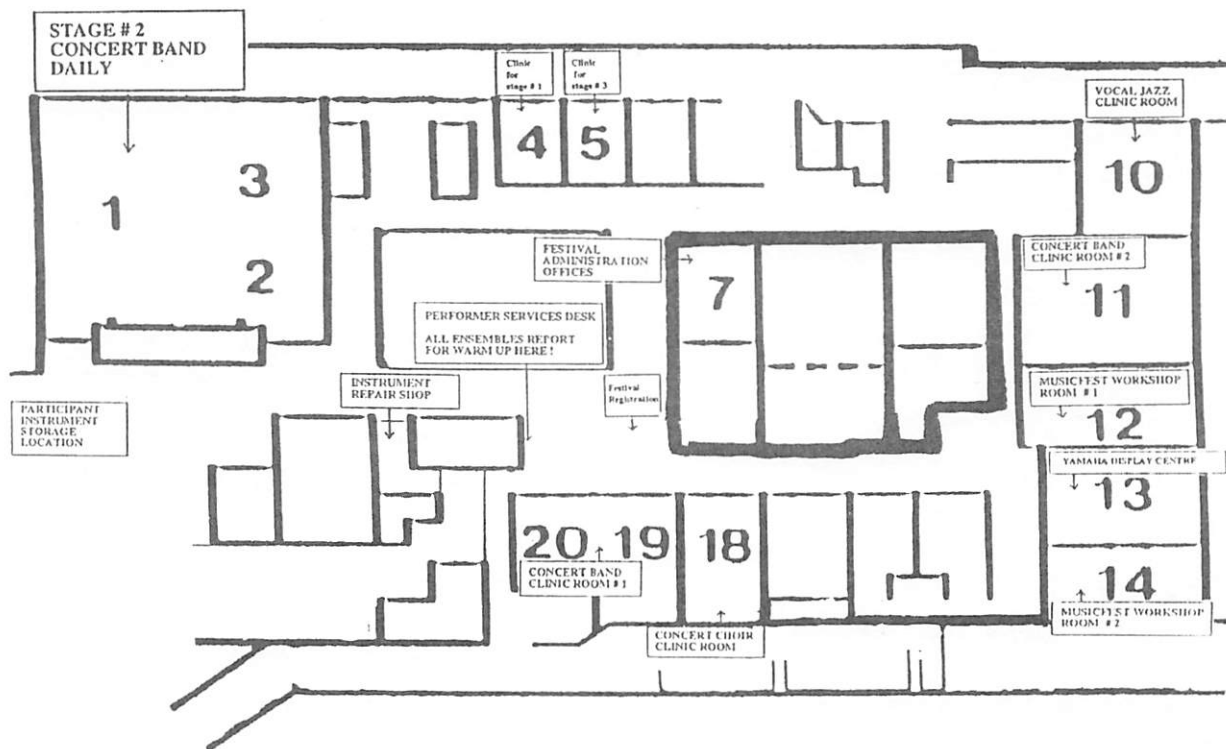 STAGE # 2
CONCERT BAND
DAILY
Clinic
for
stage # 1
Clinic
for
stage # 3
VOCAL JAZZ
CLINIC ROOM
4
5
10
3
1
2
FESTIVAL
ADMINISTRATION
OFFICES
CONCERT BAND
CLINIC ROOM # 2
7
11
PERFORMER SERVICES DESK
ALL ENSEMBLES REPORT
FOR WARM UP HERE !
INSTRUMENT
REPAIR SHOP
Festival
Registration
MUSICFEST WORKSHOP
ROOM # 1
12
PARTICIPANT
INSTRUMENT
STORAGE
LOCATION
YAMAHA DISPLAY CENTRE
13
20
19
18
CONCERT BAND
CLINIC ROOM # 1
14
MUSICFEST WORKSHOP
ROOM # 2
CONCERT CHOIR
CLINIC ROOM